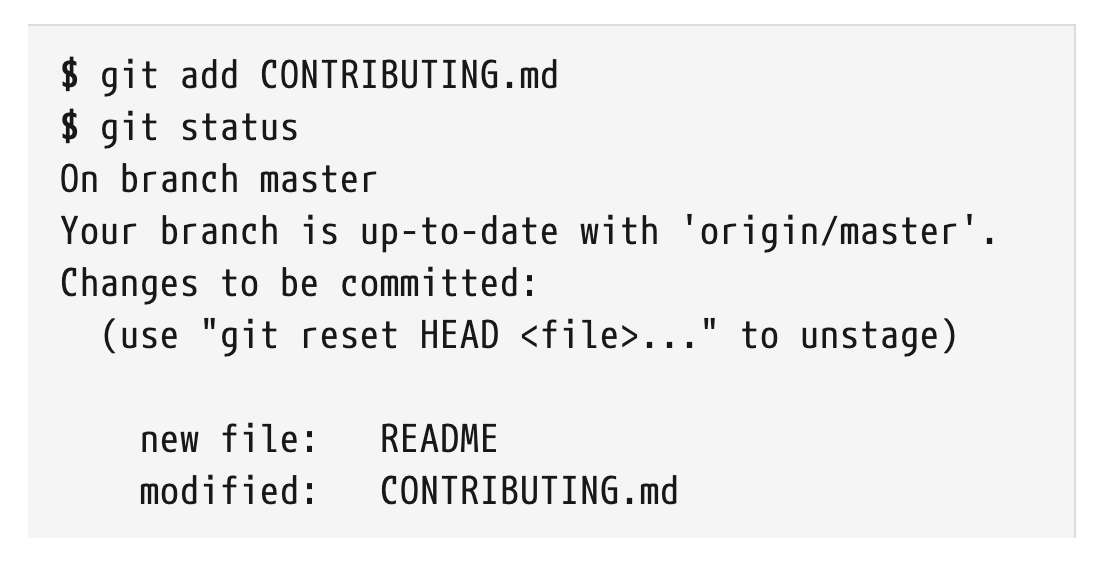 $ git add CONTRIBUTING.md
$ git status
On branch master
Your branch is up-to-date with 'origin/master'.
Changes to be committed:
  (use "git reset HEAD <file>..." to unstage)

    new file:   README
    modified:   CONTRIBUTING.md